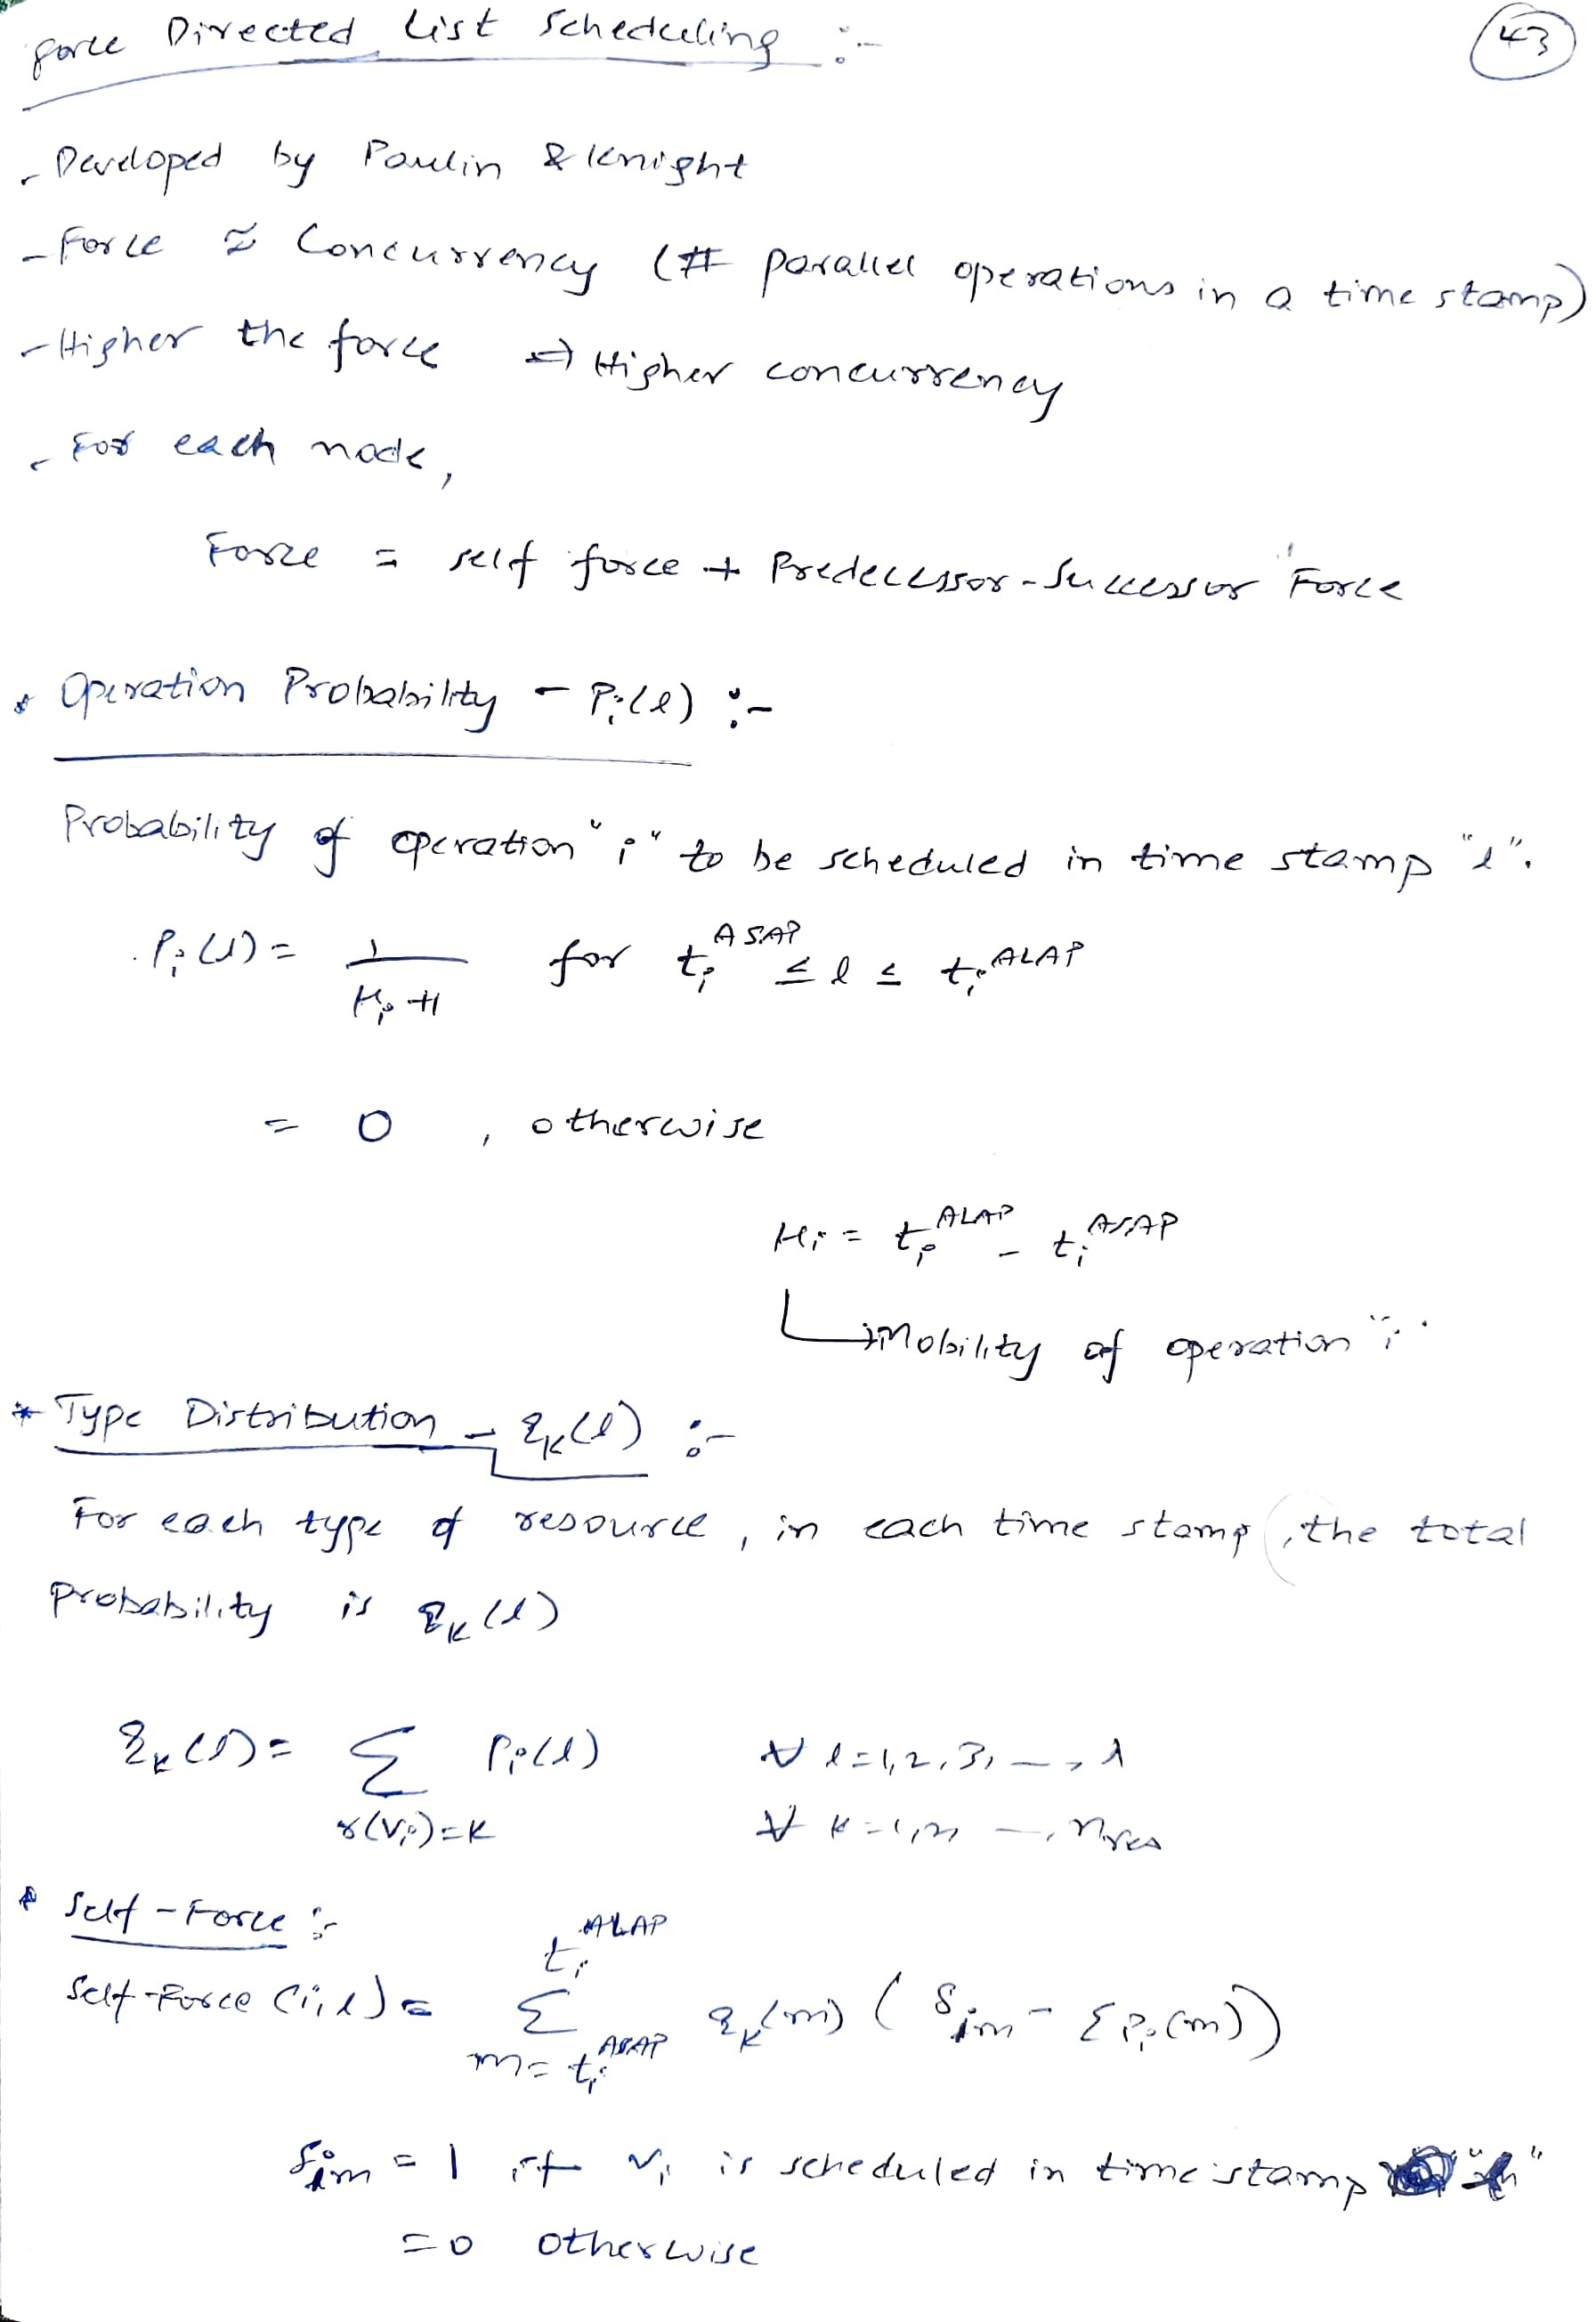 Force Directed List Scheduling :-
43
- Developed by Paulin & Knight
- Force ≈ Concurrency (# parallel operations in a time stamp)
- Higher the force ⇒ Higher concurrency
- For each node,
Force = self force + Predecessor-Successor Force
* Operation Probability - Pi(l) :-
Probability of operation "i" to be scheduled in time stamp "l".
Pi(l) = 1/(Mi+1) for ti^ASAP ≤ l ≤ ti^ALAP
= 0 , otherwise
Mi = ti^ALAP - ti^ASAP
↳ Mobility of operation "i".
* Type Distribution - qk(l) :-
For each type of resource, in each time stamp, the total
probability is qk(l)
qk(l) = Σ Pi(l) ∀ l=1,2,3, --, λ
r(Vi)=K ∀ K=1,2, --, nres
* Self-Force :-
ti^ALAP
Self-Force (i,l) = Σ qk(m) ( δim - Σ Pi(m))
m = ti^ASAP
δim = 1 if vi is scheduled in time stamp
=0 otherwise